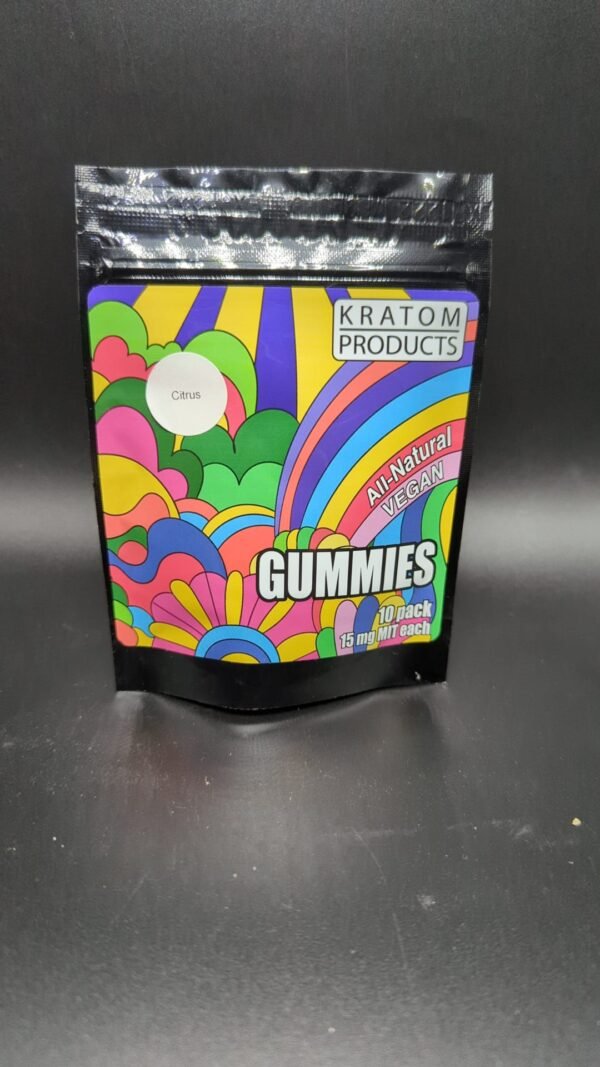 KRATOM
PRODUCTS
Citrus
All-Natural
VEGAN
GUMMIES
10 pack
15 mg MIT each